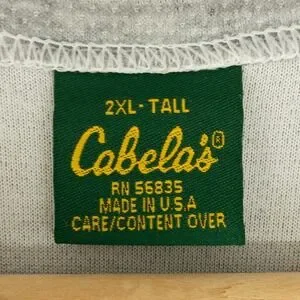 2XL- TALL
Cabela's®
RN 56835
MADE IN U.S.A
CARE/CONTENT OVER